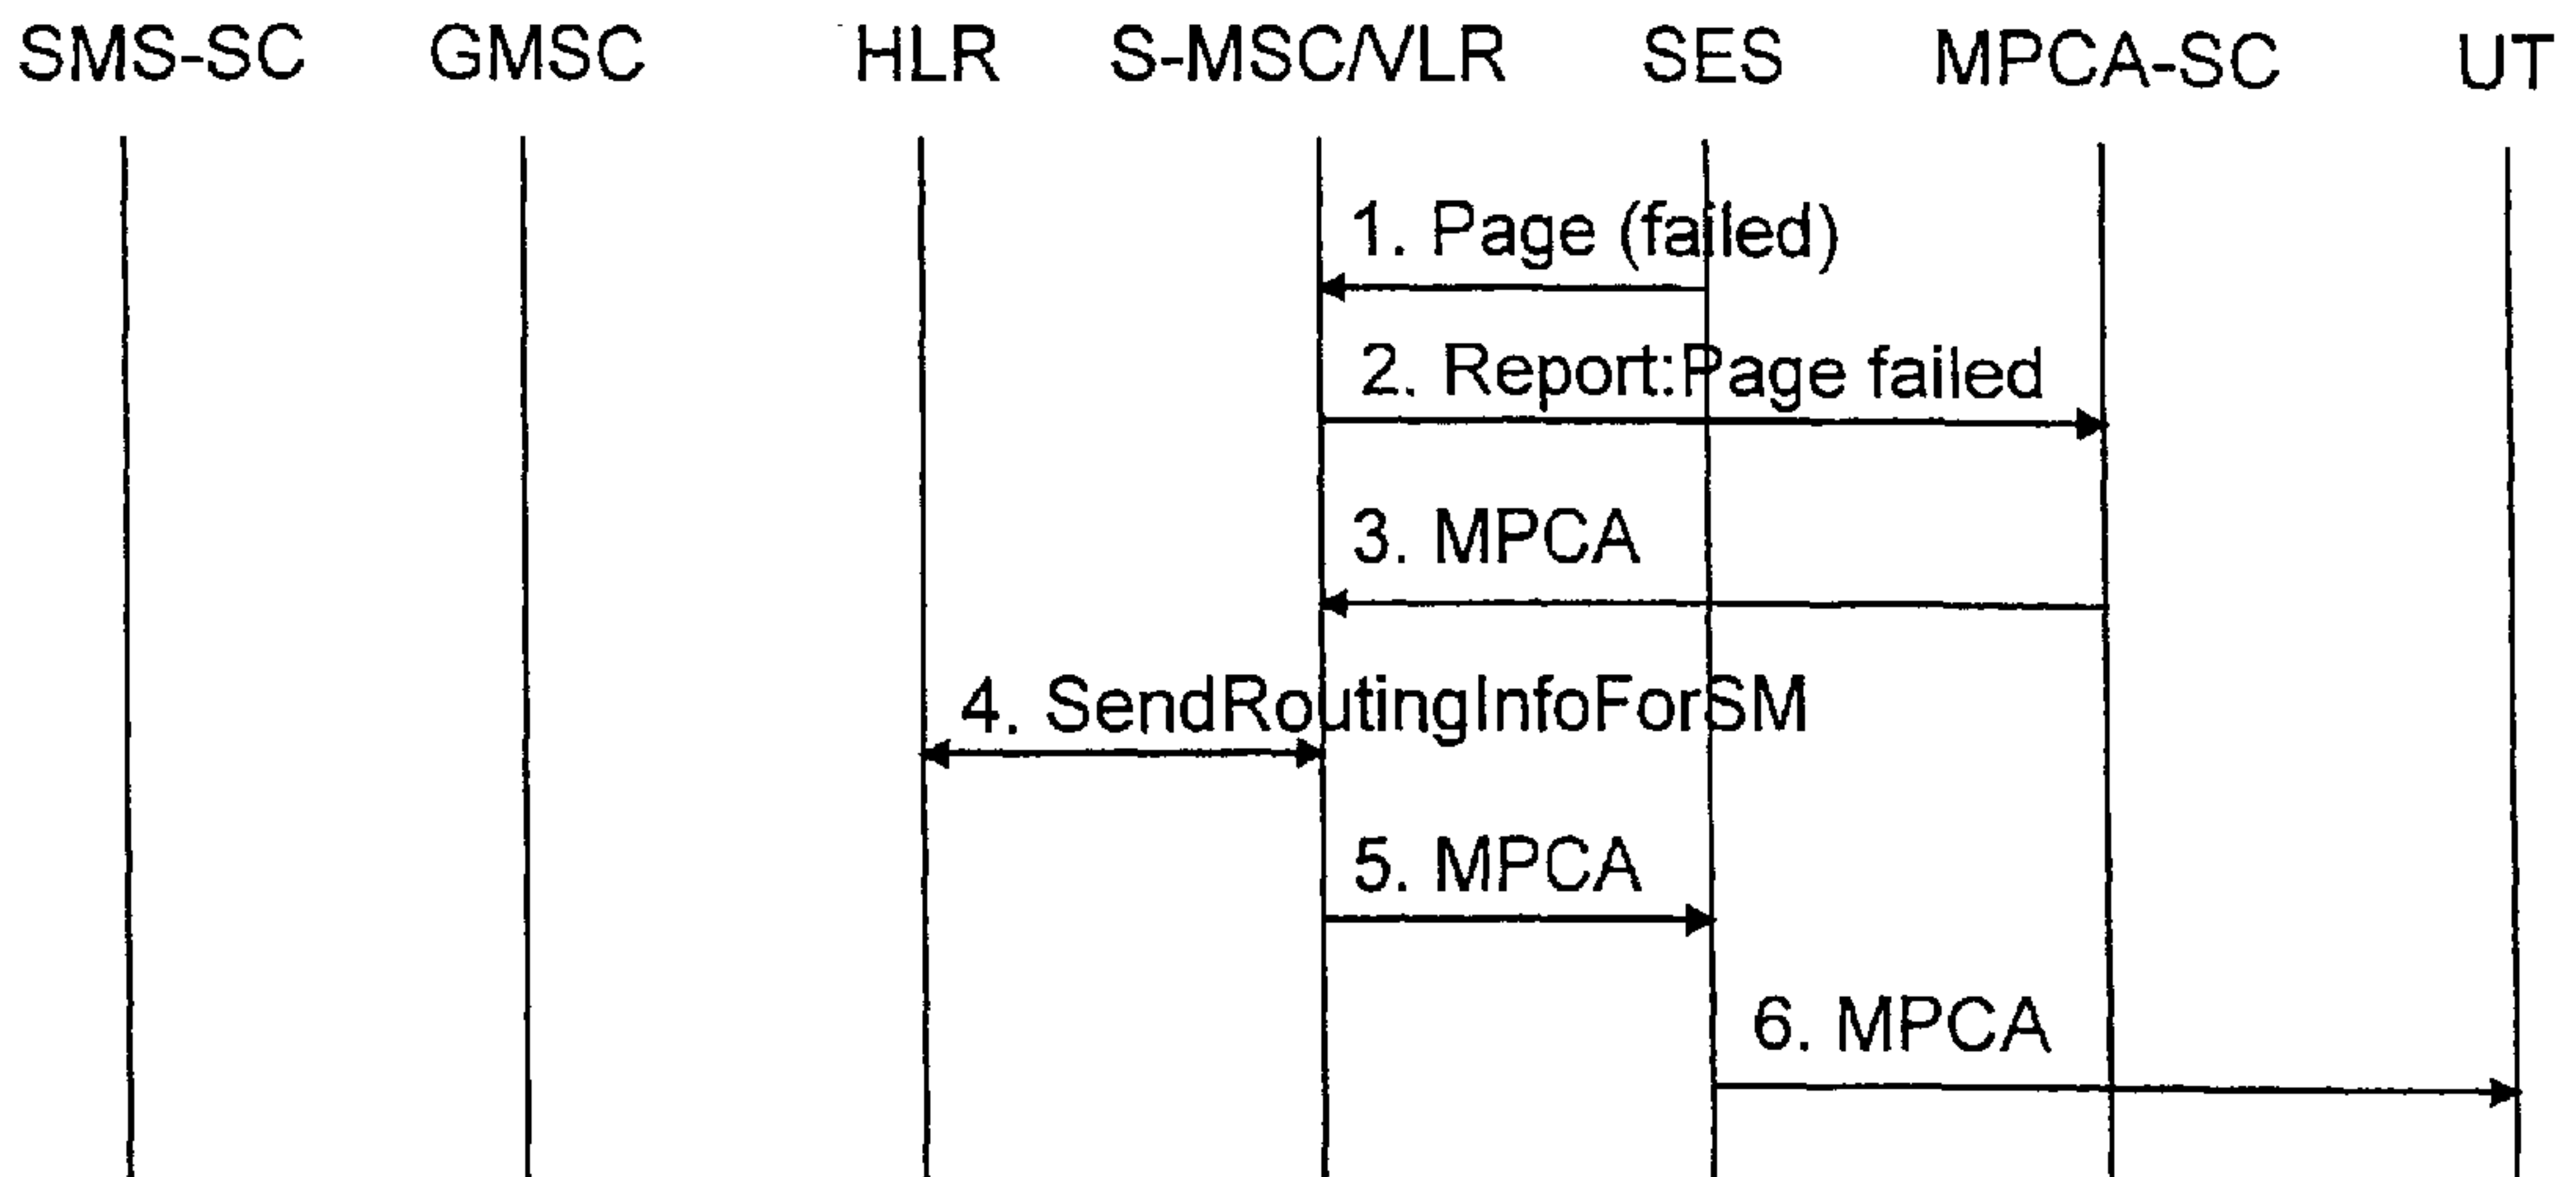 SMS-SC GMSC HLR S-MSC/VLR SES MPCA-SC UT
1. Page (failed)
2. Report:Page failed
3. MPCA
4. SendRoutingInfoForSM
5. MPCA
6. MPCA